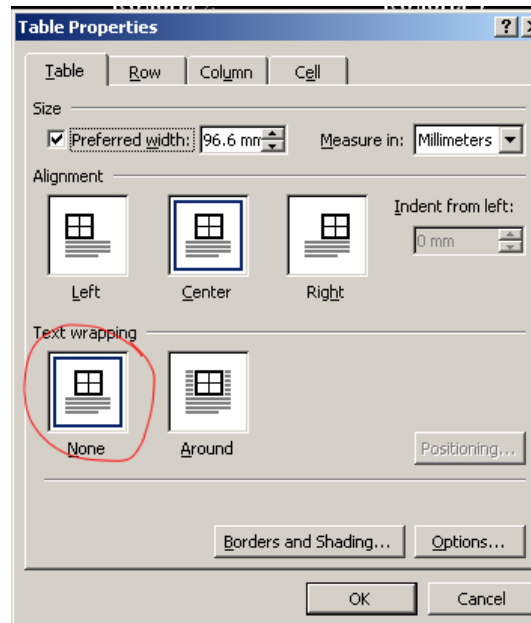 Table Properties ?
Table Row Column Cell
Size
Preferred width: 96.6 mm Measure in: Millimeters
Alignment
Indent from left:
0 mm
Left Center Right
Text wrapping
None Around Positioning...
Borders and Shading... Options...
OK Cancel